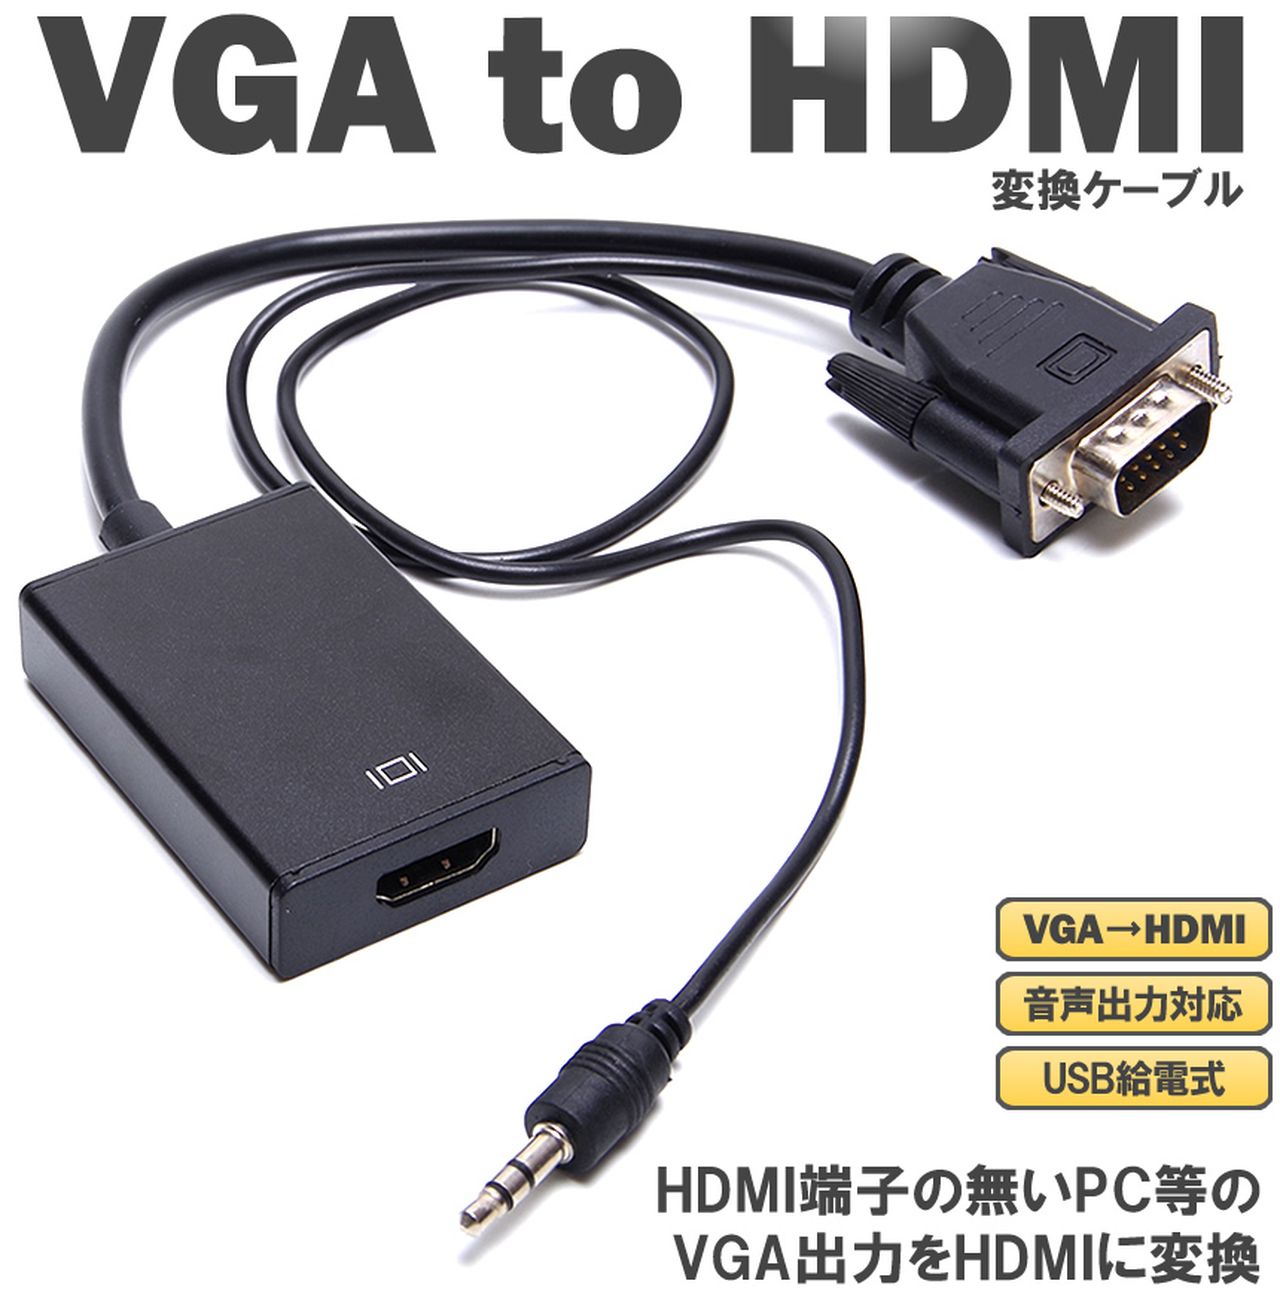 VGA to HDMI
変換ケーブル
VGA→HDMI
音声出力対応
USB給電式
HDMI端子の無いPC等の
VGA出力をHDMIに変換